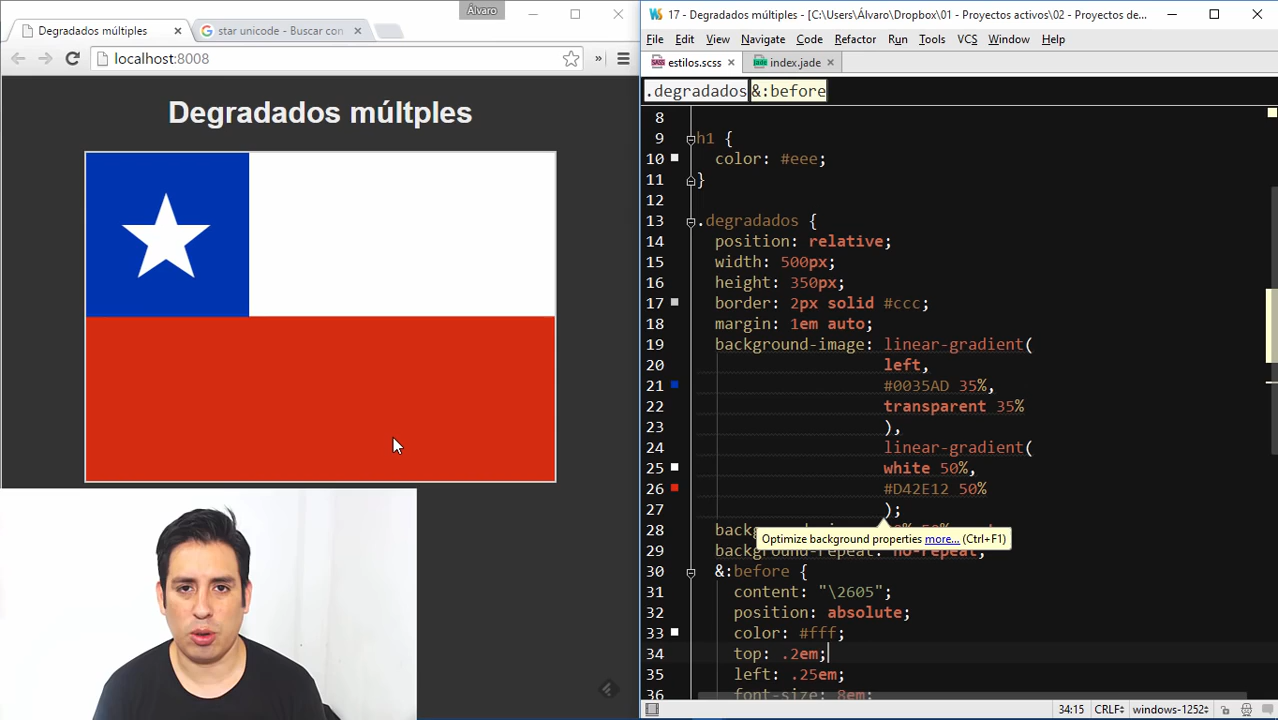 Álvaro
Degradados múltiples
star unicode - Buscar con
localhost:8008
»
Degradados múltples
17 - Degradados múltiples - [C:\Users\Álvaro\Dropbox\01 - Proyectos activos\02 - Proyectos de...
File Edit View Navigate Code Refactor Run Tools VCS Window Help
estilos.scss
index.jade
.degradados &:before
8
9 h1 {
10 color: #eee;
11 }
12
13 .degradados {
14 position: relative;
15 width: 500px;
16 height: 350px;
17 border: 2px solid #ccc;
18 margin: 1em auto;
19 background-image: linear-gradient(
20 left,
21 #0035AD 35%,
22 transparent 35%
23 ),
24 linear-gradient(
25 white 50%,
26 #D42E12 50%
27 );
28
Optimize background properties more... (Ctrl+F1)
29 background-repeat: no-repeat;
30 &:before {
31 content: "\2605";
32 position: absolute;
33 color: #fff;
34 top: .2em;
35 left: .25em;
36 font-size: 8em;
34:15 CRLF÷ windows-1252÷